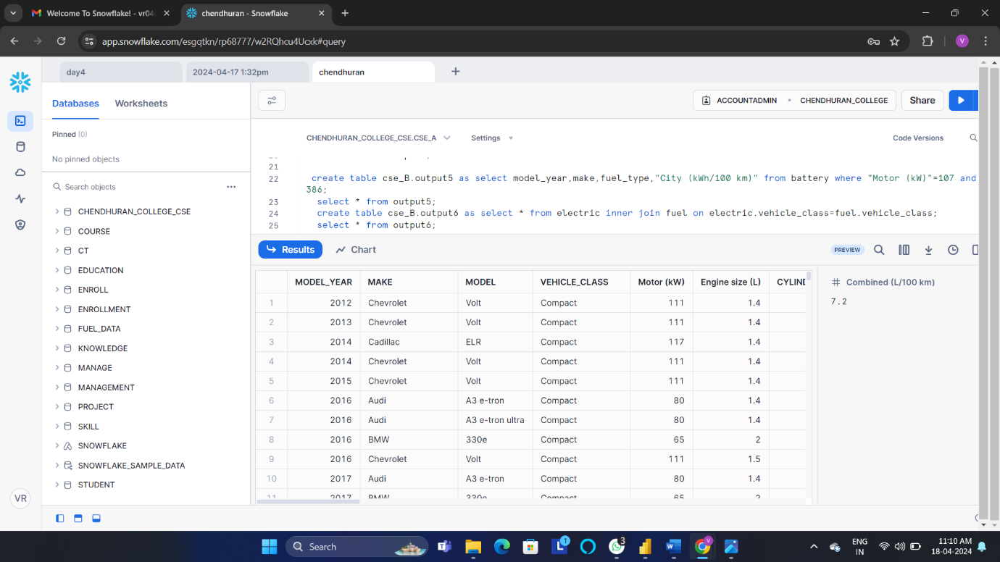 Welcome To Snowflake! - vr04
chendhuran - Snowflake
app.snowflake.com/esgqtkn/rp68777/w2RQhcu4Ucxk#query
V
day4
2024-04-17 1:32pm
chendhuran
Databases
Worksheets
ACCOUNTADMIN
CHENDHURAN_COLLEGE
Share
Pinned (0)
No pinned objects
CHENDHURAN_COLLEGE_CSE.CSE_A
Settings
Code Versions
21
22 create table cse_B.output5 as select model_year,make,fuel_type,"City (kWh/100 km)" from battery where "Motor (kW)"=107 and
386;
23 select * from output5;
24 create table cse_B.output6 as select * from electric inner join fuel on electric.vehicle_class=fuel.vehicle_class;
25 select * from output6;
Search objects
CHENDHURAN_COLLEGE_CSE
COURSE
CT
EDUCATION
ENROLL
ENROLLMENT
FUEL_DATA
KNOWLEDGE
MANAGE
MANAGEMENT
PROJECT
SKILL
SNOWFLAKE
SNOWFLAKE_SAMPLE_DATA
STUDENT
VR
Results
Chart
PREVIEW
MODEL_YEAR MAKE MODEL VEHICLE_CLASS Motor (kW) Engine size (L) CYLIND
1 2012 Chevrolet Volt Compact 111 1.4
2 2013 Chevrolet Volt Compact 111 1.4
3 2014 Cadillac ELR Compact 117 1.4
4 2014 Chevrolet Volt Compact 111 1.4
5 2015 Chevrolet Volt Compact 111 1.4
6 2016 Audi A3 e-tron Compact 80 1.4
7 2016 Audi A3 e-tron ultra Compact 80 1.4
8 2016 BMW 330e Compact 65 2
9 2016 Chevrolet Volt Compact 111 1.5
10 2017 Audi A3 e-tron Compact 80 1.4
11 2017 BMW 330e Compact 65 2
# Combined (L/100 km)
7.2
Search
1
3
V
ENG
IN
11:10 AM
18-04-2024